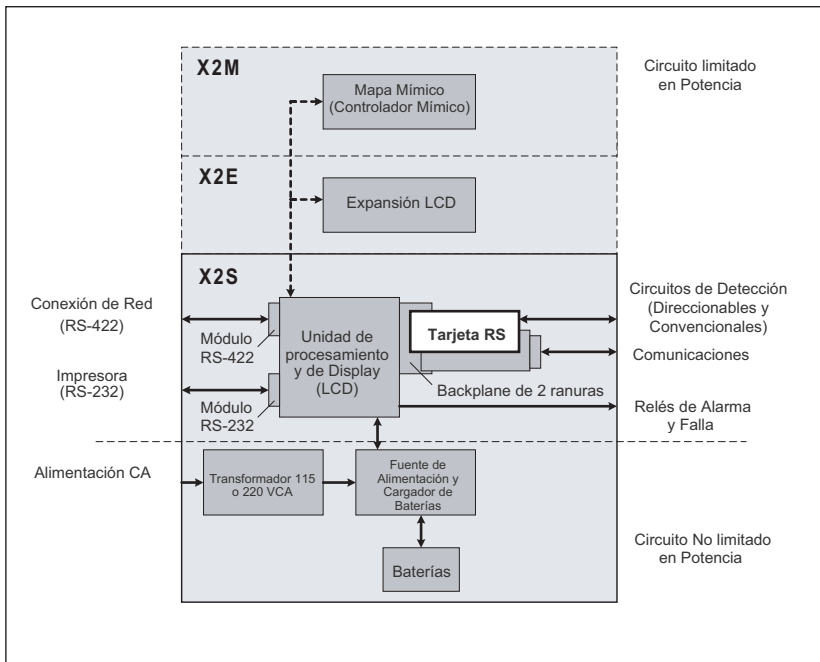 X2M
Circuito limitado
en Potencia
Mapa Mímico
(Controlador Mímico)
X2E
Expansión LCD
X2S
Conexión de Red
(RS-422)
Módulo
RS-422
Unidad de
procesamiento
y de Display
(LCD)
Tarjeta RS
Circuitos de Detección
(Direccionables y
Convencionales)
Comunicaciones
Impresora
(RS-232)
Módulo
RS-232
Backplane de 2 ranuras
Relés de Alarma
y Falla
Alimentación CA
Transformador 115
o 220 VCA
Fuente de
Alimentación y
Cargador de
Baterías
Baterías
Circuito No limitado
en Potencia